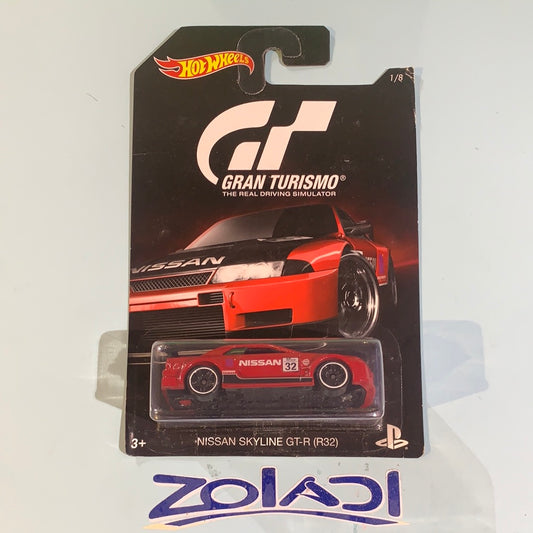 Hot Wheels
1/8
GT
GRAN TURISMO®
THE REAL DRIVING SIMULATOR
NISSAN
NISSAN 32
3+
NISSAN SKYLINE GT-R (R32)
ZOLADI